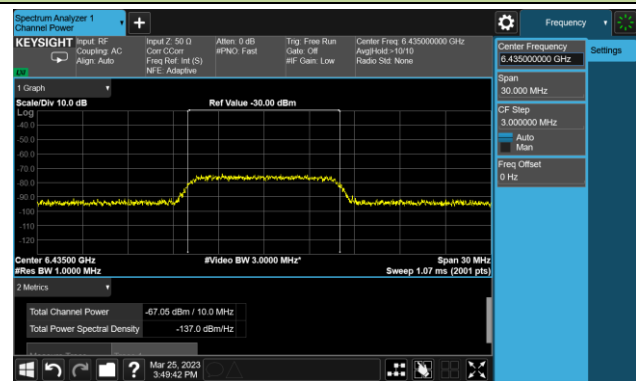 Spectrum Analyzer 1
Channel Power
Frequency
KEYSIGHT
Input: RF
Coupling: AC
Align: Auto
Input Z: 50 Ω
Corr CCorr
Freq Ref: Int (S)
NFE: Adaptive
Atten: 0 dB
#PNO: Fast
Trig: Free Run
Gate: Off
#IF Gain: Low
Center Freq: 6.435000000 GHz
Avg|Hold:>10/10
Radio Std: None
Center Frequency
6.435000000 GHz
Settings
Span
30.000 MHz
CF Step
3.000000 MHz
Auto
Man
Freq Offset
0 Hz
1 Graph
Scale/Div 10.0 dB
Ref Value -30.00 dBm
Log
-40.0
-50.0
-60.0
-70.0
-80.0
-90.0
-100
-110
-120
Center 6.43500 GHz
#Video BW 3.0000 MHz*
Span 30 MHz
#Res BW 1.0000 MHz
Sweep 1.07 ms (2001 pts)
2 Metrics
Total Channel Power
-67.05 dBm / 10.0 MHz
Total Power Spectral Density
-137.0 dBm/Hz
Mar 25, 2023
3:49:42 PM